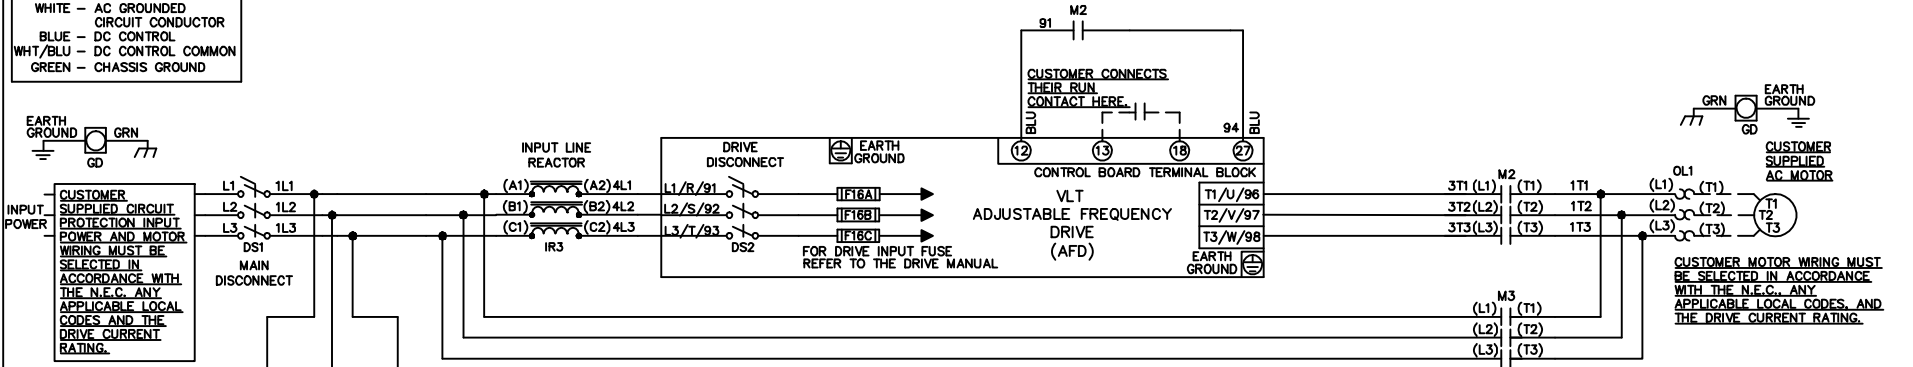 WHITE – AC GROUNDED
CIRCUIT CONDUCTOR
BLUE – DC CONTROL
WHT/BLU – DC CONTROL COMMON
GREEN – CHASSIS GROUND
EARTH
GROUND
GRN
GD
INPUT
POWER
CUSTOMER
SUPPLIED CIRCUIT
PROTECTION INPUT
POWER AND MOTOR
WIRING MUST BE
SELECTED IN
ACCORDANCE WITH
THE N.E.C. ANY
APPLICABLE LOCAL
CODES AND THE
DRIVE CURRENT
RATING.
L1 1L1
L2 1L2
L3 1L3
DS1
MAIN
DISCONNECT
INPUT LINE
REACTOR
(A1) (A2) 4L1
(B1) (B2) 4L2
(C1) (C2) 4L3
IR3
DRIVE
DISCONNECT
L1/R/91
L2/S/92
L3/T/93
DS2
EARTH
GROUND
F16A
F16B
F16C
FOR DRIVE INPUT FUSE
REFER TO THE DRIVE MANUAL
M2
91
CUSTOMER CONNECTS
THEIR RUN
CONTACT HERE.
BLU
94
BLU
12 13 18 27
CONTROL BOARD TERMINAL BLOCK
VLT
ADJUSTABLE FREQUENCY
DRIVE
(AFD)
T1/U/96
T2/V/97
T3/W/98
EARTH
GROUND
M2
3T1 (L1) (T1) 1T1
3T2 (L2) (T2) 1T2
3T3 (L3) (T3) 1T3
M3
(L1) (T1)
(L2) (T2)
(L3) (T3)
OL1
(L1) (T1)
(L2) (T2)
(L3) (T3)
T1
T2
T3
GRN
GD
EARTH
GROUND
CUSTOMER
SUPPLIED
AC MOTOR
CUSTOMER MOTOR WIRING MUST
BE SELECTED IN ACCORDANCE
WITH THE N.E.C., ANY
APPLICABLE LOCAL CODES, AND
THE DRIVE CURRENT RATING.